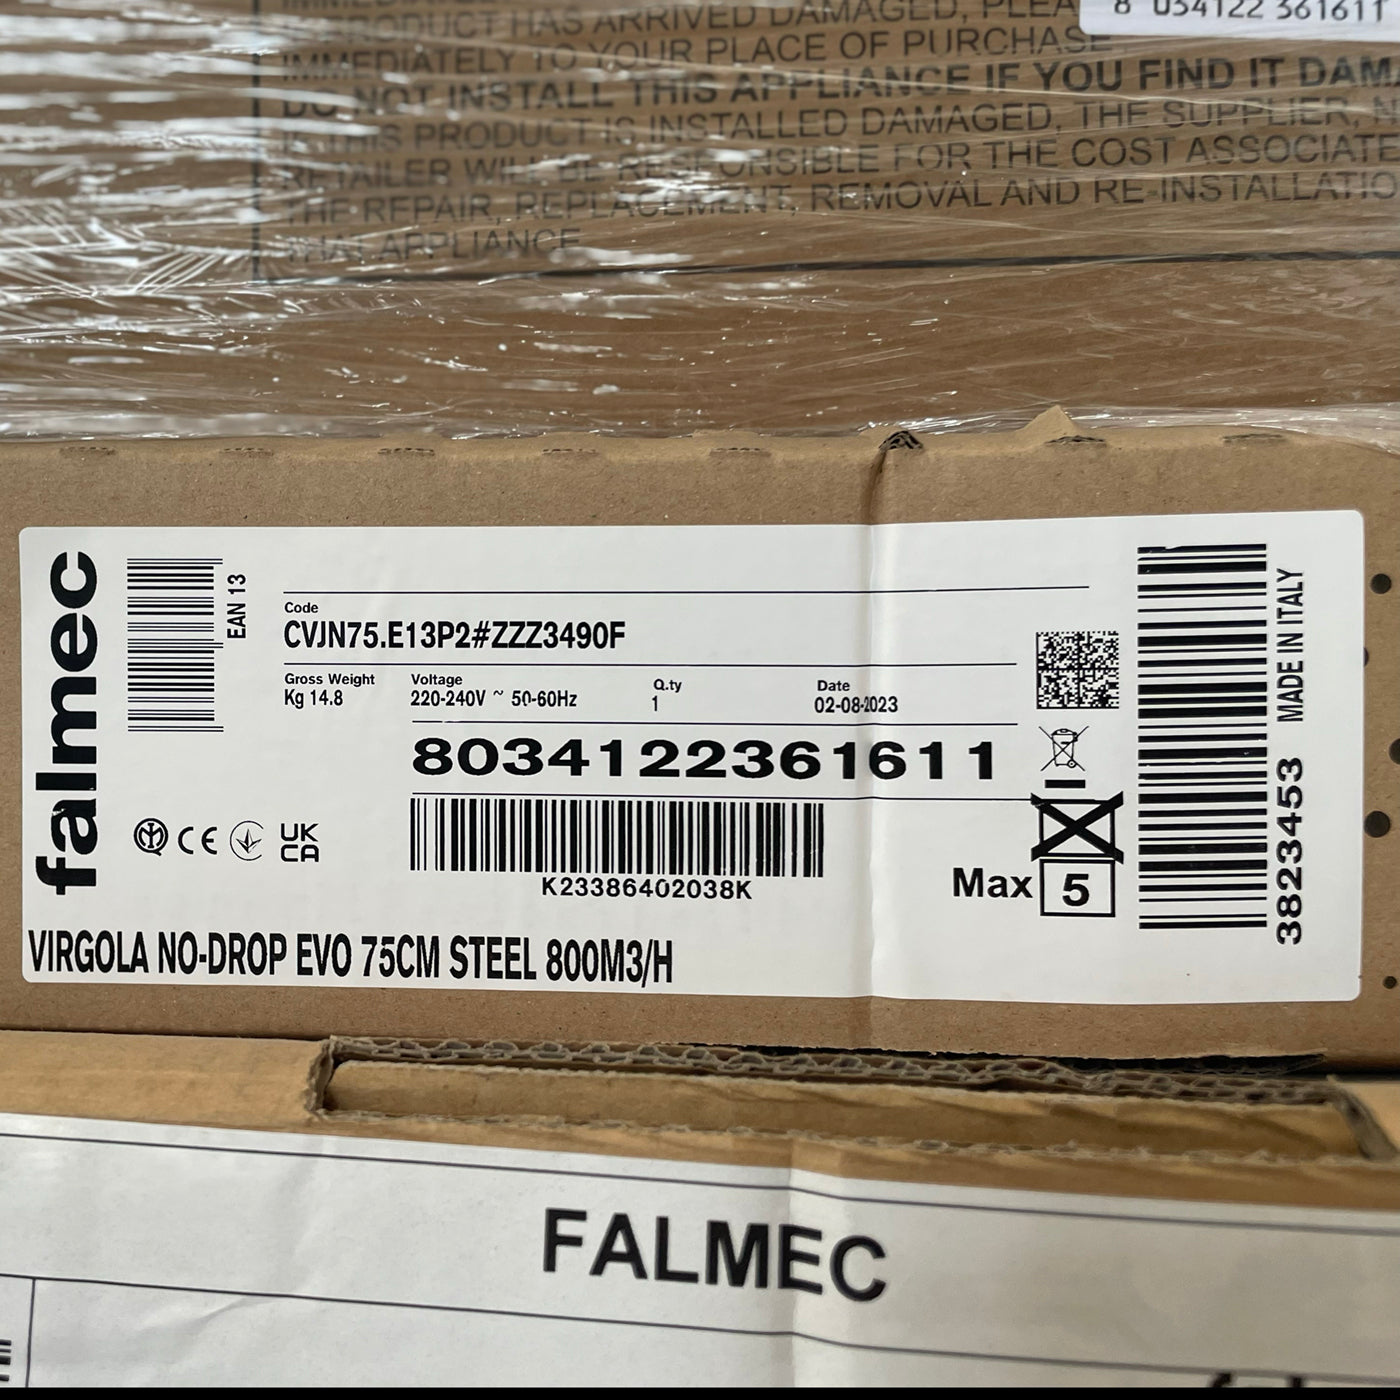 8 034122 361611
PRODUCT HAS ARRIVED DAMAGED, PLEA
IMMEDIATELY TO YOUR PLACE OF PURCHASE
DO NOT INSTALL THIS APPLIANCE IF YOU FIND IT DAM
IF THIS PRODUCT IS INSTALLED DAMAGED, THE SUPPLIER,
RETAILER WILL BE RESPONSIBLE FOR THE COST ASSOCIATE
THE REPAIR, REPLACEMENT, REMOVAL AND RE-INSTALLATIO
THAT APPLIANCE
falmec
EAN 13
Code
CVJN75.E13P2#ZZZ3490F
Gross Weight Voltage Q.ty Date
Kg 14.8 220-240V ~ 50-60Hz 1 02-08-2023
8034122361611
CE UK CA
K23386402038K
Max 5
MADE IN ITALY
3823453
VIRGOLA NO-DROP EVO 75CM STEEL 800M3/H
FALMEC